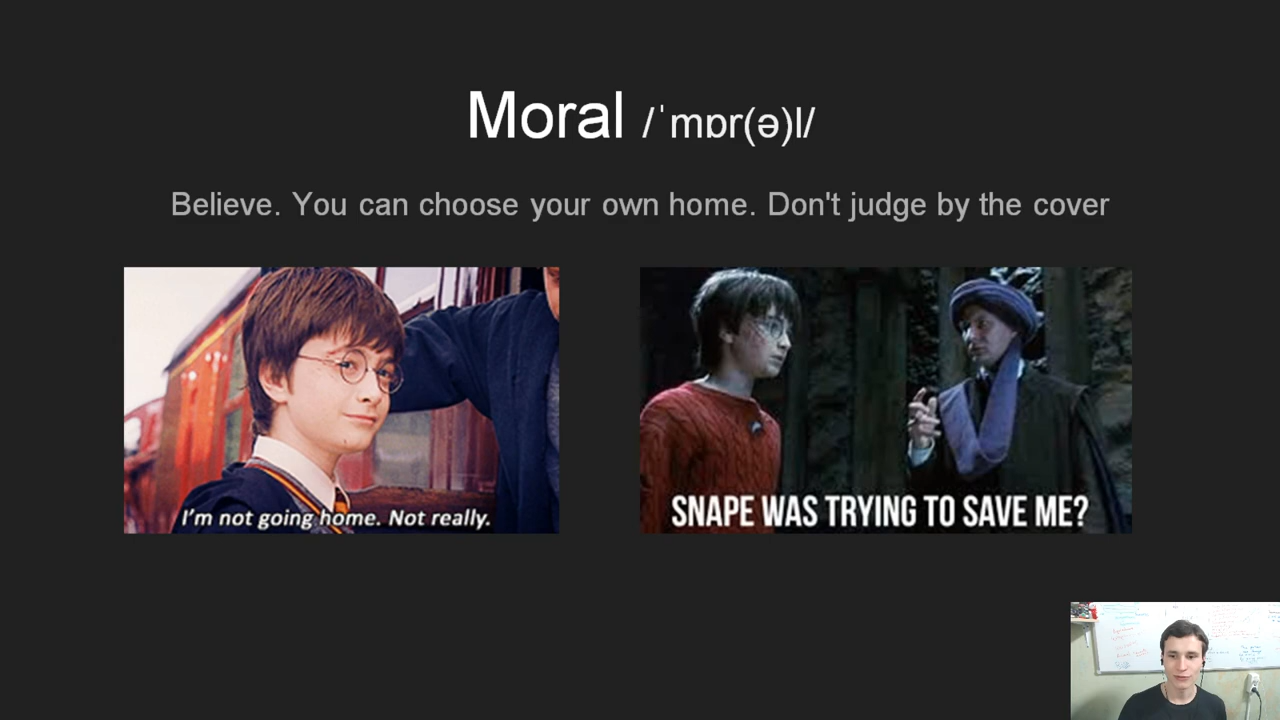 Moral /ˈmɒr(ə)l/
Believe. You can choose your own home. Don't judge by the cover
I'm not going home. Not really.
SNAPE WAS TRYING TO SAVE ME?